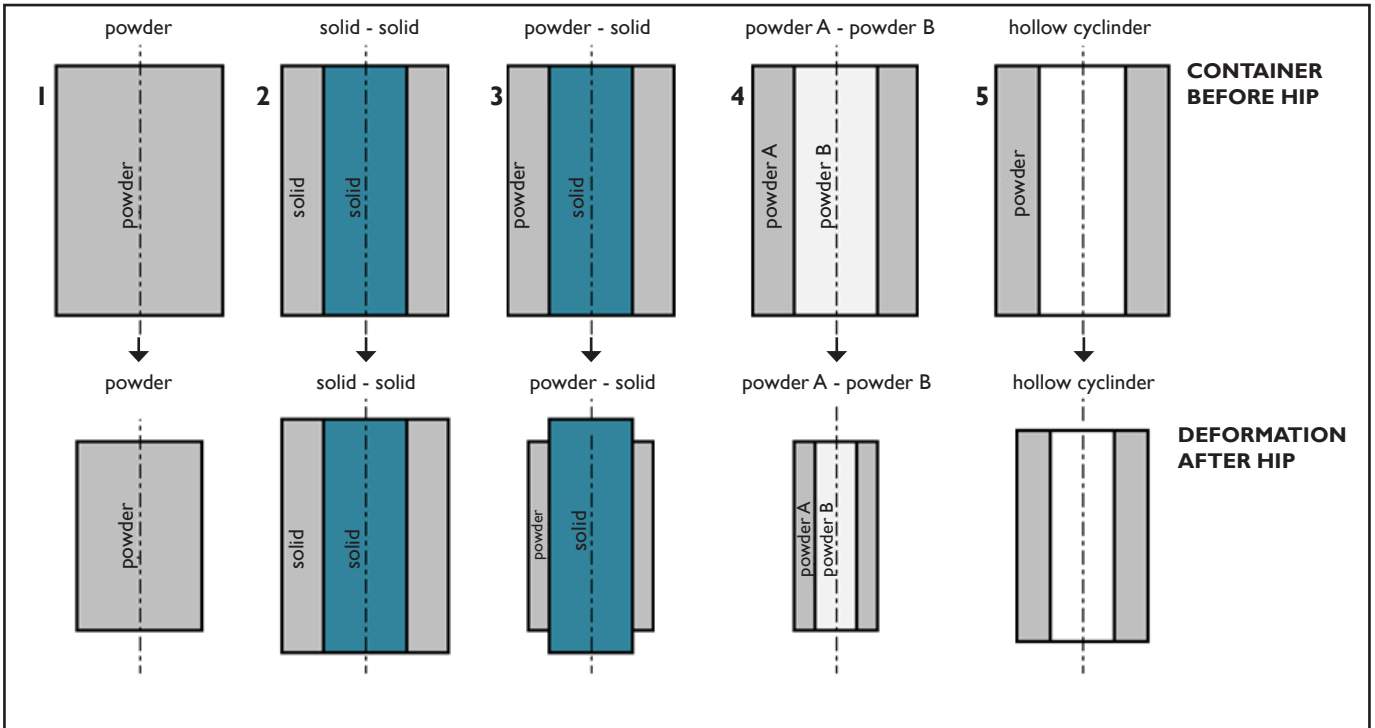 powder
solid - solid
powder - solid
powder A - powder B
hollow cyclinder
CONTAINER
BEFORE HIP
1
2
3
4
5
powder
solid
solid
powder
solid
powder A
powder B
powder
powder
solid - solid
powder - solid
powder A - powder B
hollow cyclinder
DEFORMATION
AFTER HIP
powder
solid
solid
powder
solid
powder A
powder B